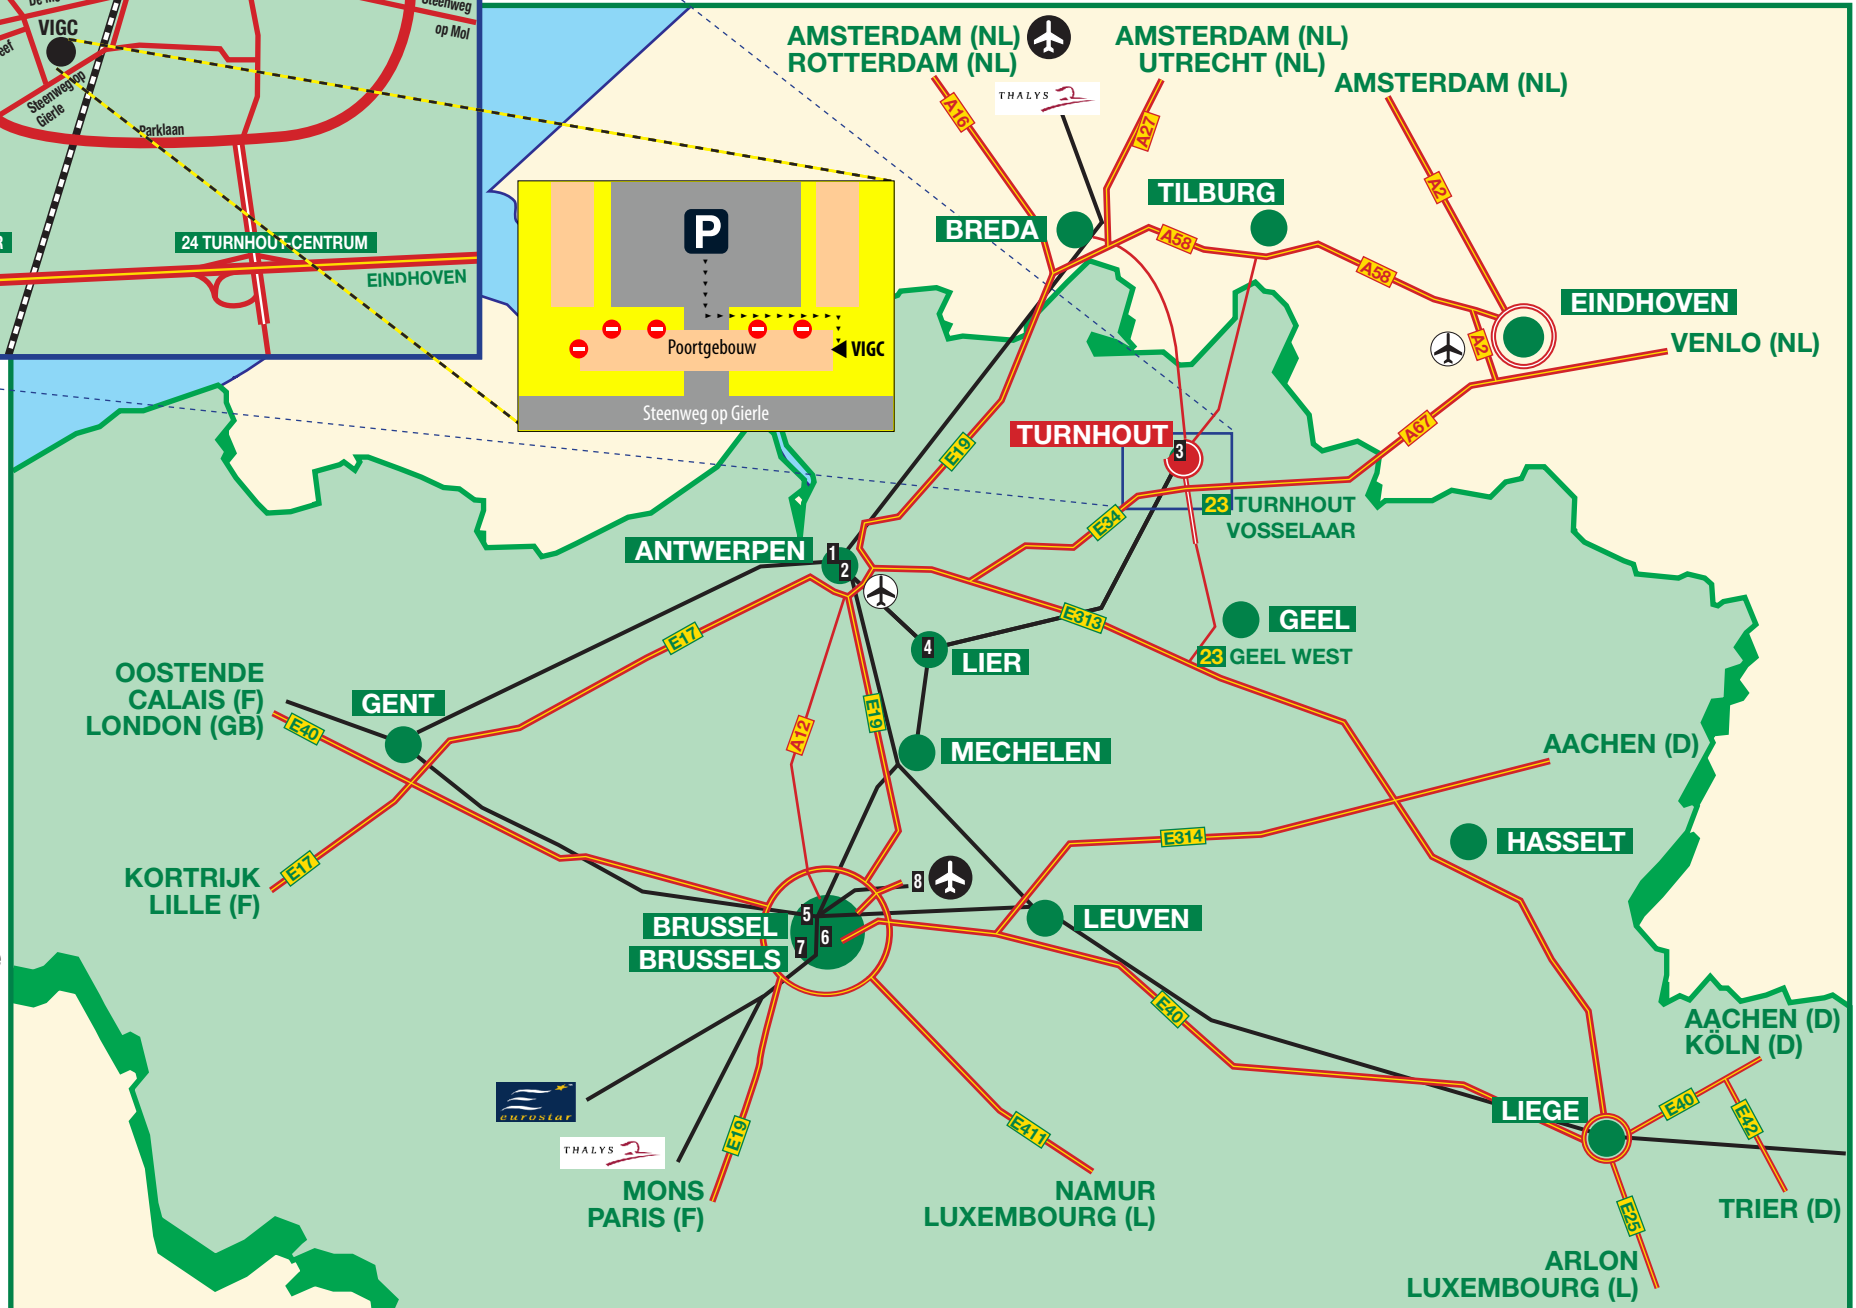 Steenweg
op Mol
VIGC
Steenweg op
Gierle
Parklaan
24 TURNHOUT-CENTRUM
EINDHOVEN
P
Poortgebouw
VIGC
Steenweg op Gierle
AMSTERDAM (NL)
ROTTERDAM (NL)
AMSTERDAM (NL)
UTRECHT (NL)
AMSTERDAM (NL)
THALYS
A16
A27
A2
TILBURG
BREDA
A58
A58
EINDHOVEN
A2
VENLO (NL)
A67
E19
TURNHOUT
3
23 TURNHOUT
VOSSELAAR
E34
ANTWERPEN
1
2
E313
GEEL
23 GEEL WEST
E17
4
LIER
OOSTENDE
CALAIS (F)
LONDON (GB)
E40
GENT
A12
E19
MECHELEN
AACHEN (D)
E314
HASSELT
KORTRIJK
LILLE (F)
E17
8
5
6
7
BRUSSEL
BRUSSELS
LEUVEN
E40
AACHEN (D)
KÖLN (D)
eurostar
THALYS
E19
E411
LIEGE
E40
E42
MONS
PARIS (F)
NAMUR
LUXEMBOURG (L)
TRIER (D)
E25
ARLON
LUXEMBOURG (L)